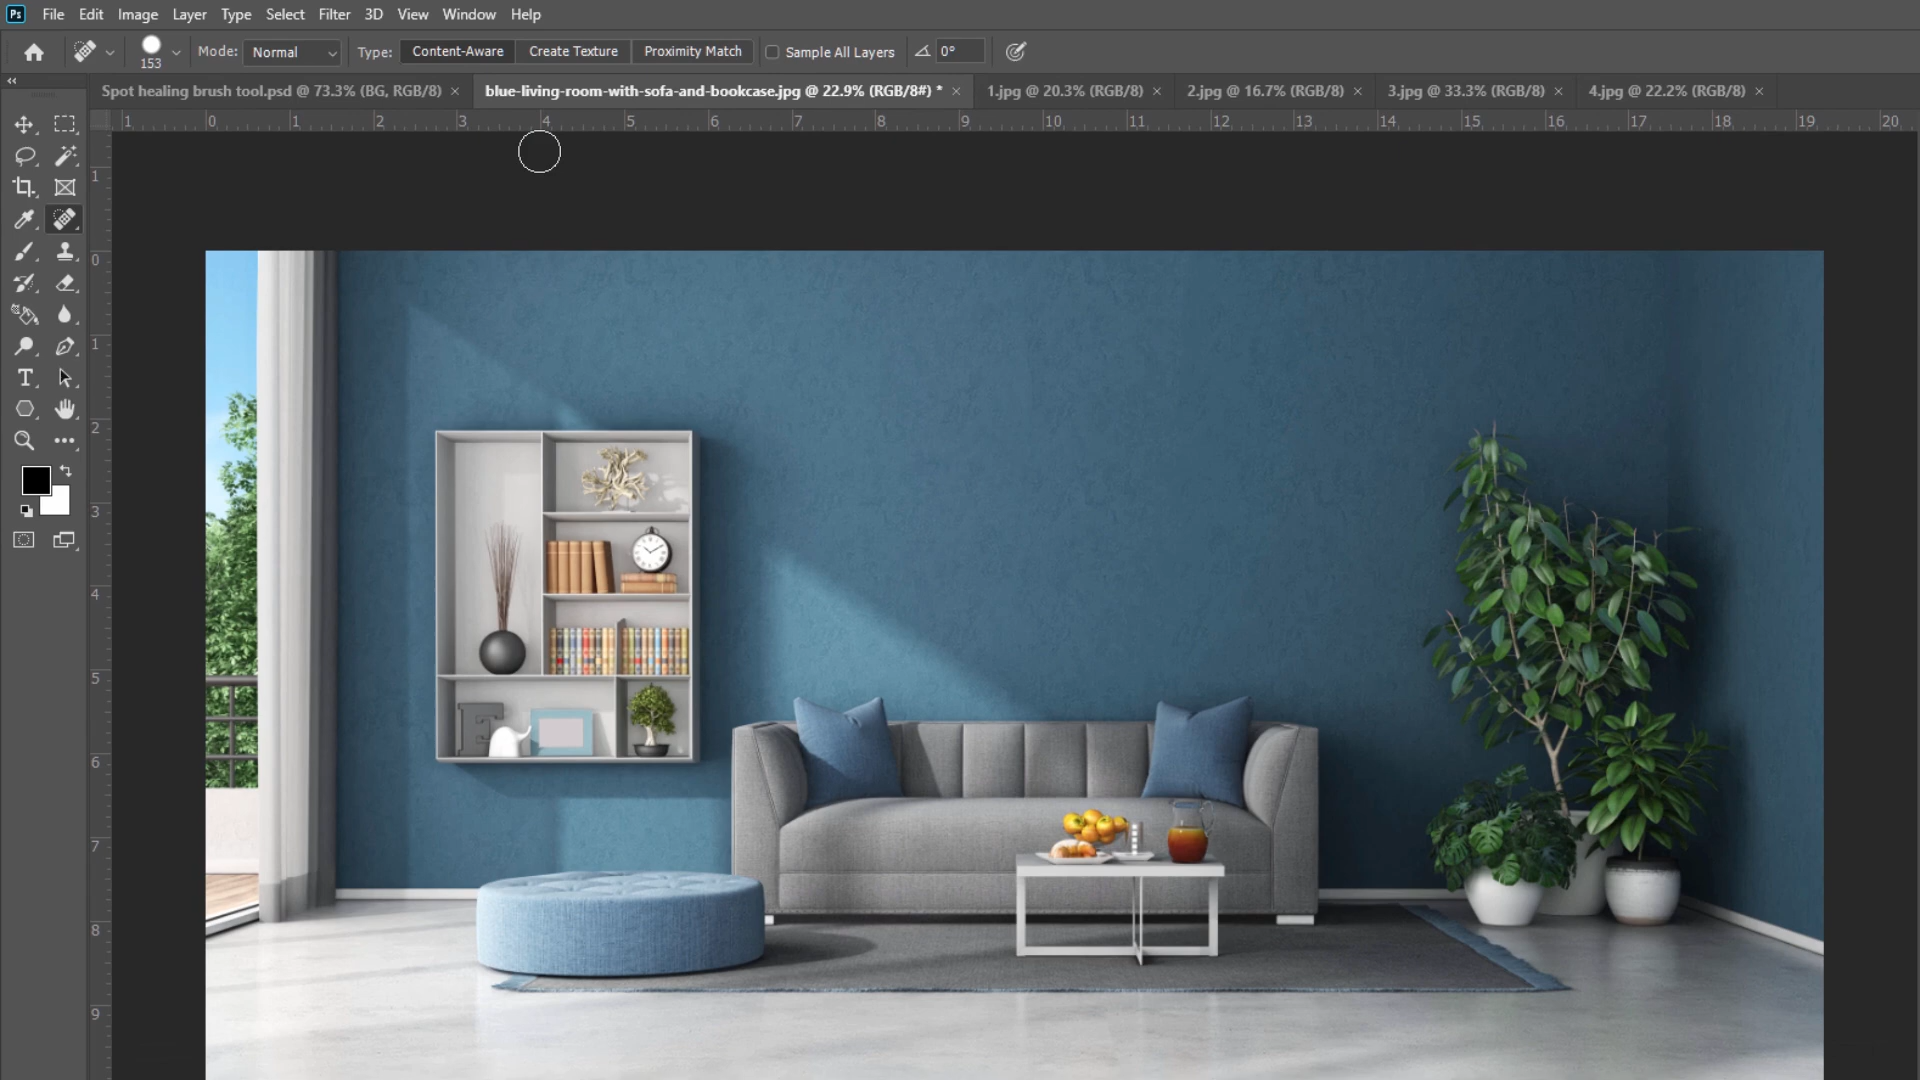 Ps File Edit Image Layer Type Select Filter 3D View Window Help
153 Mode: Normal Type: Content-Aware Create Texture Proximity Match Sample All Layers 0°
Spot healing brush tool.psd @ 73.3% (BG, RGB/8) × blue-living-room-with-sofa-and-bookcase.jpg @ 22.9% (RGB/8#) * × 1.jpg @ 20.3% (RGB/8) × 2.jpg @ 16.7% (RGB/8) × 3.jpg @ 33.3% (RGB/8) × 4.jpg @ 22.2% (RGB/8) ×
1 0 1 2 3 4 5 6 7 8 9 10 11 12 13 14 15 16 17 18 19 20
1
0
1
2
3
4
5
6
7
8
9
T
E